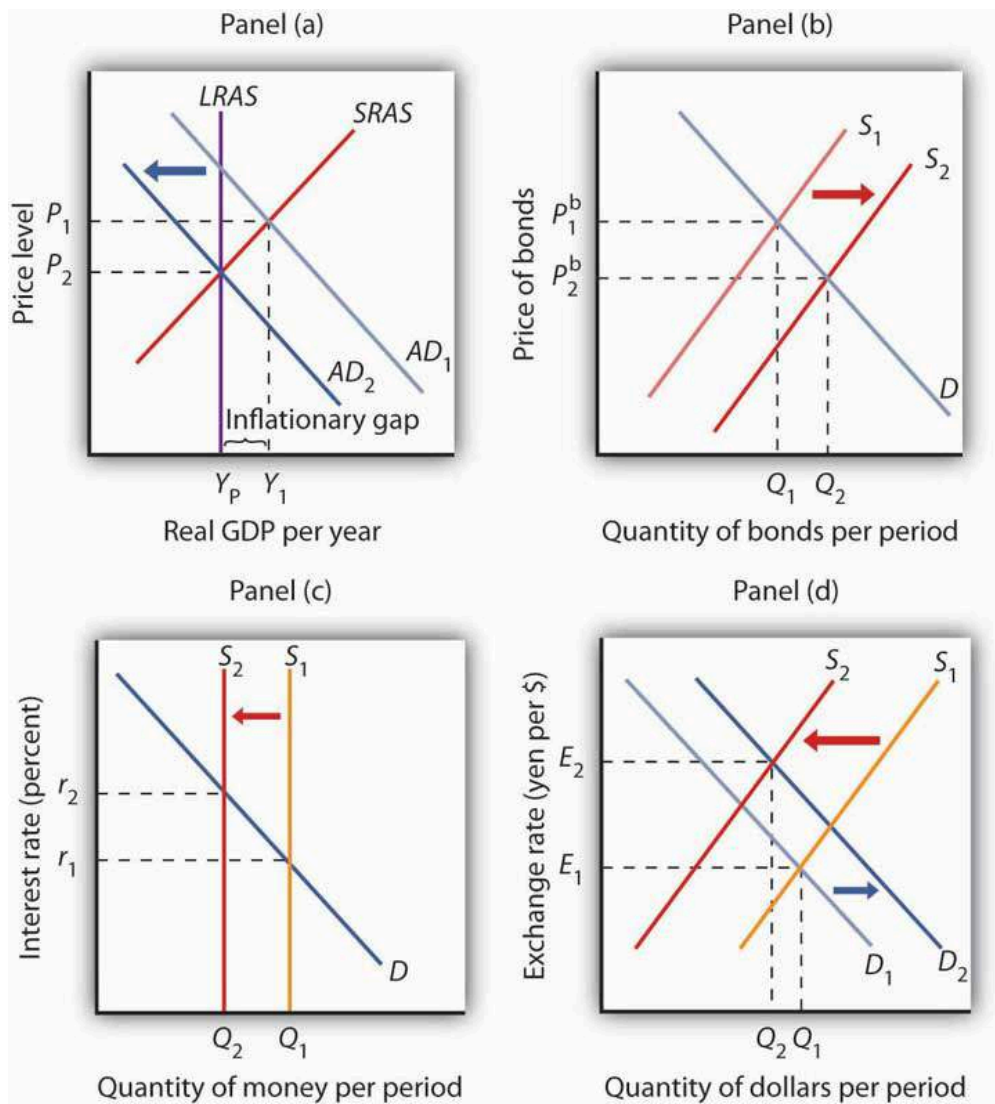 Panel (a)
Price level
LRAS
SRAS
P1
P2
AD1
AD2
Inflationary gap
YP
Y1
Real GDP per year
Panel (b)
Price of bonds
S1
S2
Pb1
Pb2
D
Q1
Q2
Quantity of bonds per period
Panel (c)
Interest rate (percent)
S2
S1
r2
r1
D
Q2
Q1
Quantity of money per period
Panel (d)
Exchange rate (yen per $)
S2
S1
E2
E1
D1
D2
Q2
Q1
Quantity of dollars per period